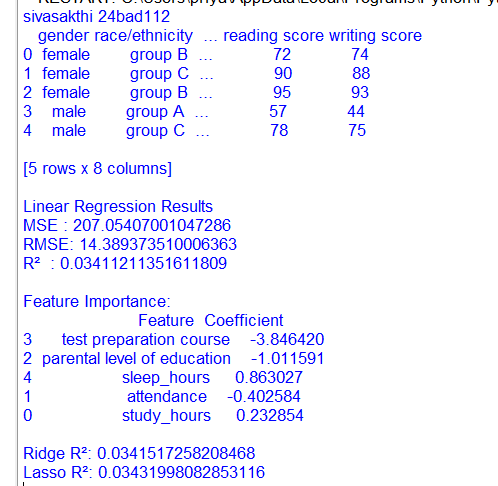 sivasakthi 24bad112
gender race/ethnicity ... reading score writing score
0 female group B ... 72 74
1 female group C ... 90 88
2 female group B ... 95 93
3 male group A ... 57 44
4 male group C ... 78 75
[5 rows x 8 columns]
Linear Regression Results
MSE : 207.05407001047286
RMSE: 14.389373510006363
R² : 0.03411211351611809
Feature Importance:
Feature Coefficient
3 test preparation course -3.846420
2 parental level of education -1.011591
4 sleep_hours 0.863027
1 attendance -0.402584
0 study_hours 0.232854
Ridge R²: 0.0341517258208468
Lasso R²: 0.03431998082853116